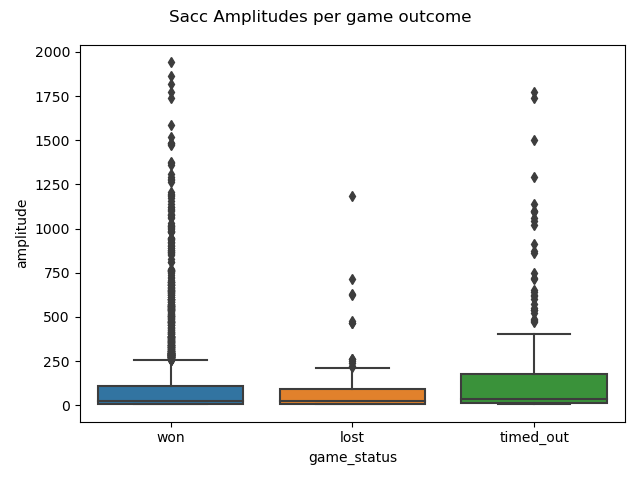 Sacc Amplitudes per game outcome
2000
1750
1500
1250
1000
750
500
250
0
amplitude
won lost timed_out
game_status